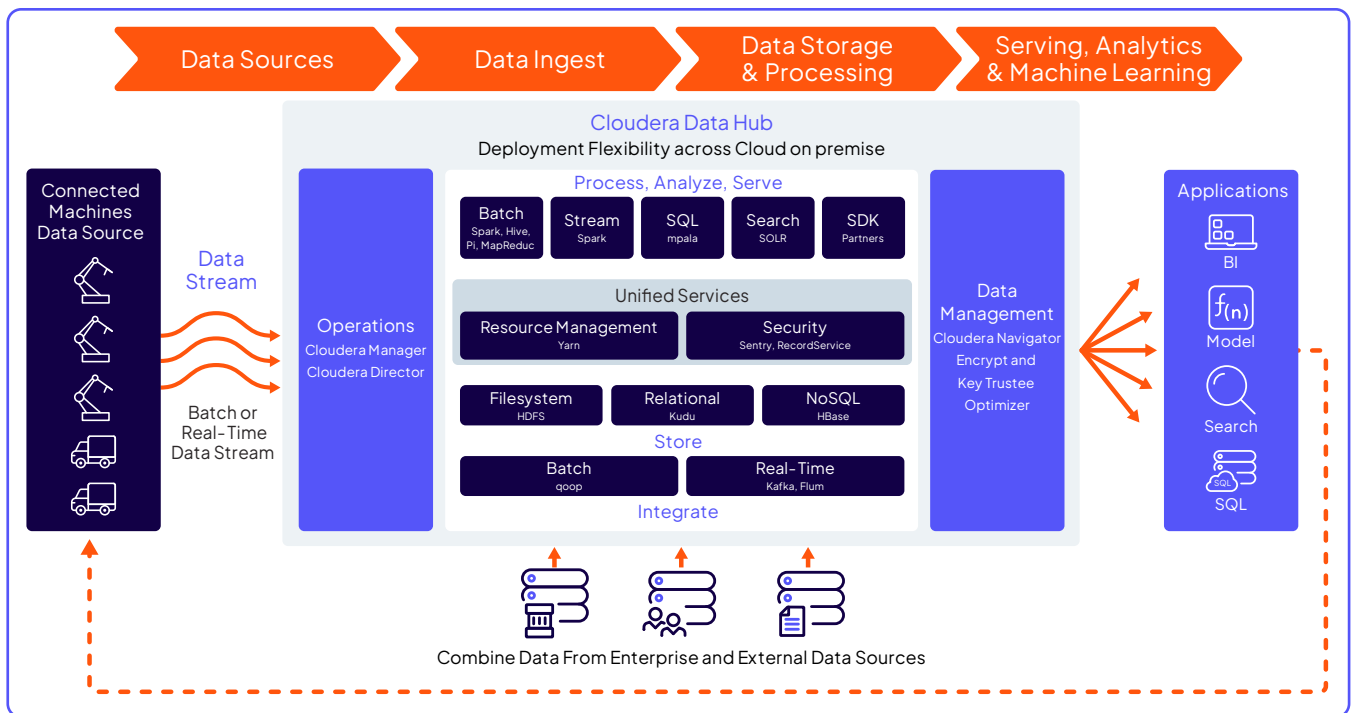 Data Sources
Data Ingest
Data Storage
& Processing
Serving, Analytics
& Machine Learning
Cloudera Data Hub
Deployment Flexibility across Cloud on premise
Connected
Machines
Data Source
Data
Stream
Batch or
Real-Time
Data Stream
Operations
Cloudera Manager
Cloudera Director
Process, Analyze, Serve
Batch
Spark, Hive,
Pi, MapReduc
Stream
Spark
SQL
mpala
Search
SOLR
SDK
Partners
Unified Services
Resource Management
Yarn
Security
Sentry, RecordService
Filesystem
HDFS
Relational
Kudu
NoSQL
HBase
Store
Batch
qoop
Real-Time
Kafka, Flum
Integrate
Data
Management
Cloudera Navigator
Encrypt and
Key Trustee
Optimizer
Applications
BI
f(n)
Model
Search
SQL
SQL
Combine Data From Enterprise and External Data Sources